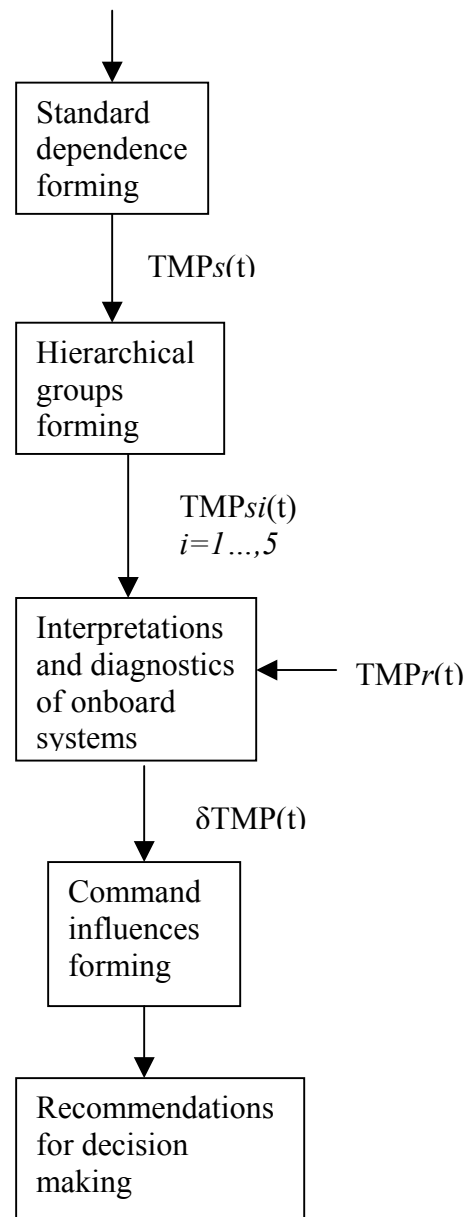 Standard
dependence
forming
TMPs(t)
Hierarchical
groups
forming
TMPsi(t)
i=1...,5
Interpretations
and diagnostics
of onboard
systems
TMPr(t)
δTMP(t)
Command
influences
forming
Recommendations
for decision
making